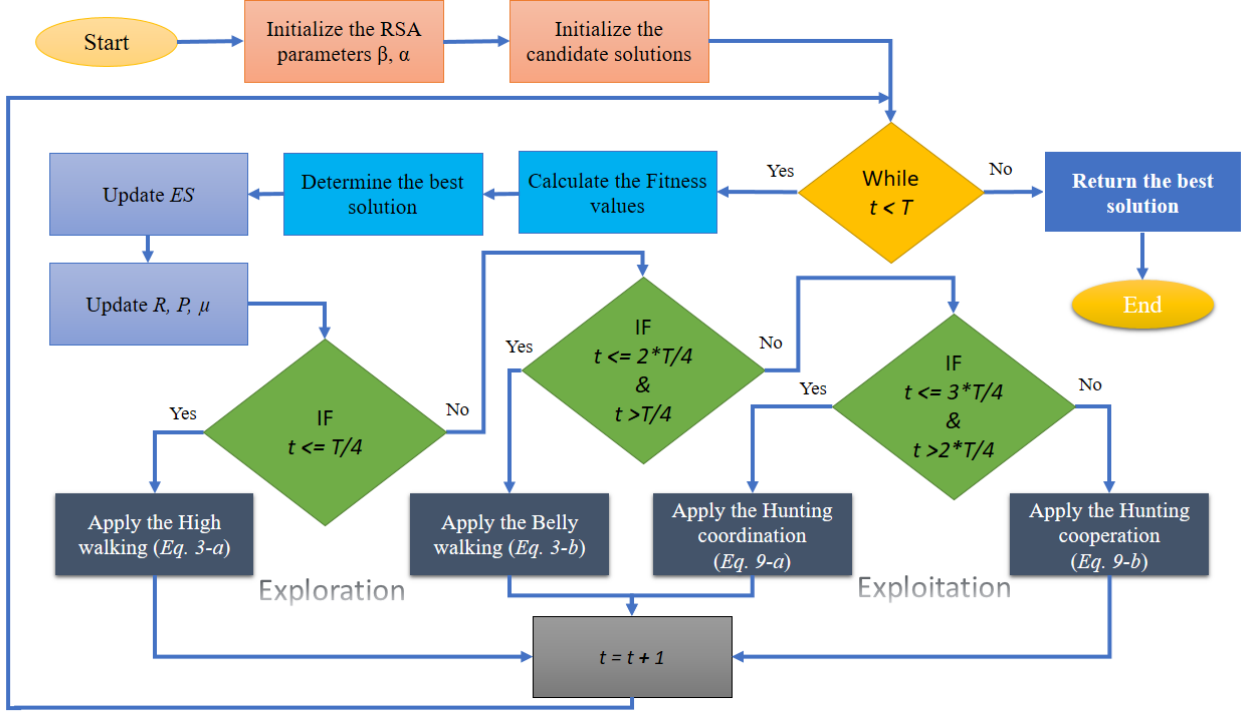 Start
Initialize the RSA
parameters β, α
Initialize the
candidate solutions
While
t < T
Yes
No
Return the best
solution
End
Calculate the Fitness
values
Determine the best
solution
Update ES
Update R, P, μ
IF
t <= T/4
Yes
No
IF
t <= 2*T/4
&
t >T/4
Yes
No
IF
t <= 3*T/4
&
t >2*T/4
Yes
No
Apply the High
walking (Eq. 3-a)
Apply the Belly
walking (Eq. 3-b)
Apply the Hunting
coordination
(Eq. 9-a)
Apply the Hunting
cooperation
(Eq. 9-b)
Exploration
Exploitation
t = t + 1